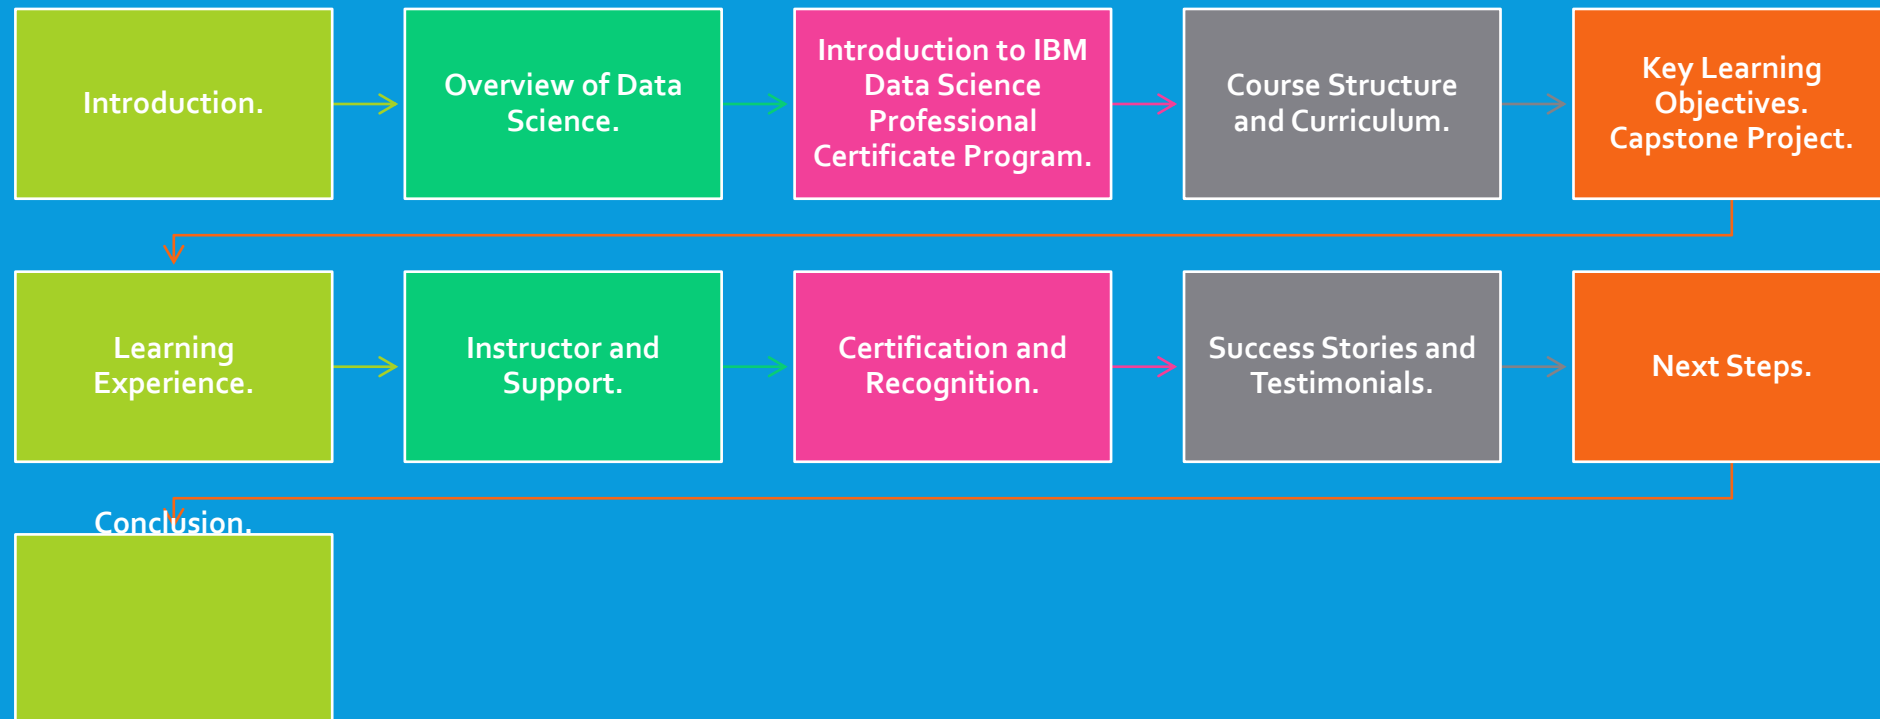 Introduction.
Overview of Data
Science.
Introduction to IBM
Data Science
Professional
Certificate Program.
Course Structure
and Curriculum.
Key Learning
Objectives.
Capstone Project.
Learning
Experience.
Instructor and
Support.
Certification and
Recognition.
Success Stories and
Testimonials.
Next Steps.
Conclusion.